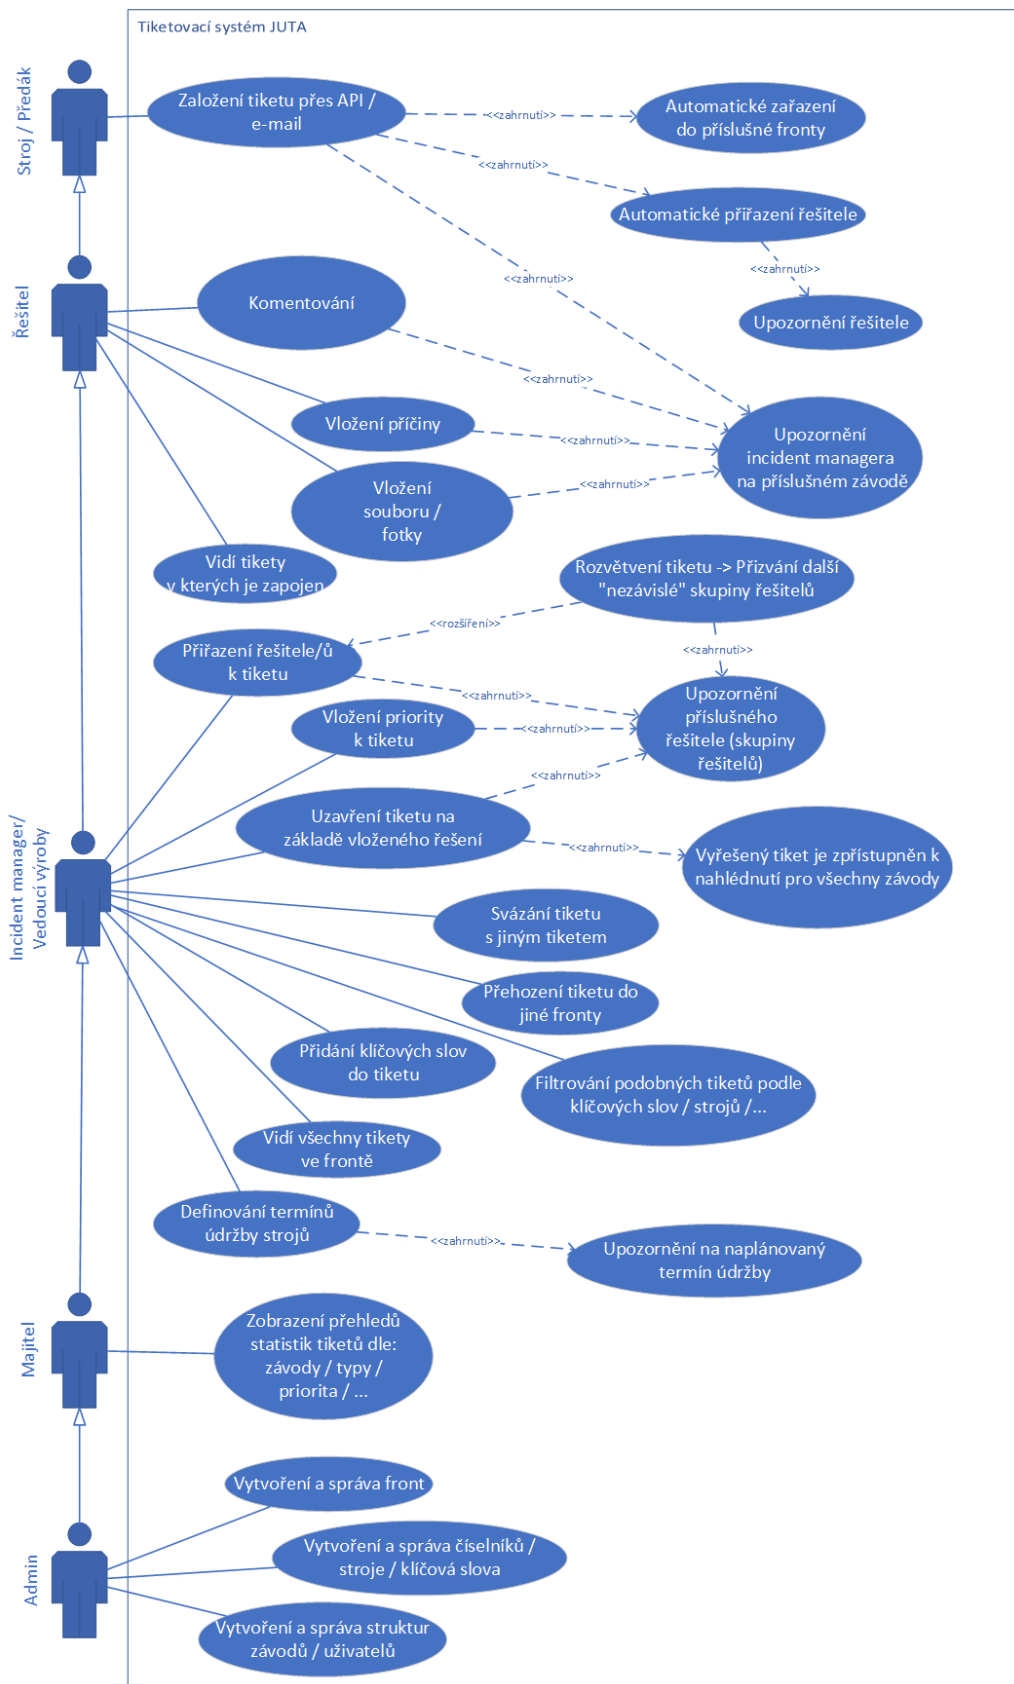 Tiketovací systém JUTA
Stroj / Předák
Založení tiketu přes API /
e-mail
<<zahrnutí>>
Automatické zařazení
do příslušné fronty
<<zahrnutí>>
Automatické přiřazení řešitele
<<zahrnutí>>
<<zahrnutí>>
Upozornění řešitele
Řešitel
Komentování
<<zahrnutí>>
Vložení příčiny
<<zahrnutí>>
Upozornění
incident managera
na příslušném závodě
Vložení
souboru /
fotky
<<zahrnutí>>
Vidí tikety
v kterých je zapojen
Rozvětvení tiketu -> Přizvání další
"nezávislé" skupiny řešitelů
<<rozšíření>>
<<zahrnutí>>
Přiřazení řešitele/ů
k tiketu
<<zahrnutí>>
Upozornění
příslušného
řešitele (skupiny
řešitelů)
Vložení priority
k tiketu
<<zahrnutí>>
<<zahrnutí>>
Uzavření tiketu na
základě vloženého řešení
<<zahrnutí>>
Vyřešený tiket je zpřístupněn k
nahlédnutí pro všechny závody
Incident manager/
Vedoucí výroby
Svázání tiketu
s jiným tiketem
Přehození tiketu do
jiné fronty
Přidání klíčových slov
do tiketu
Filtrování podobných tiketů podle
klíčových slov / strojů /...
Vidí všechny tikety
ve frontě
Definování termínů
údržby strojů
<<zahrnutí>>
Upozornění na naplánovaný
termín údržby
Majitel
Zobrazení přehledů
statistik tiketů dle:
závody / typy /
priorita / ...
Vytvoření a správa front
Admin
Vytvoření a správa číselníků /
stroje / klíčová slova
Vytvoření a správa struktur
závodů / uživatelů